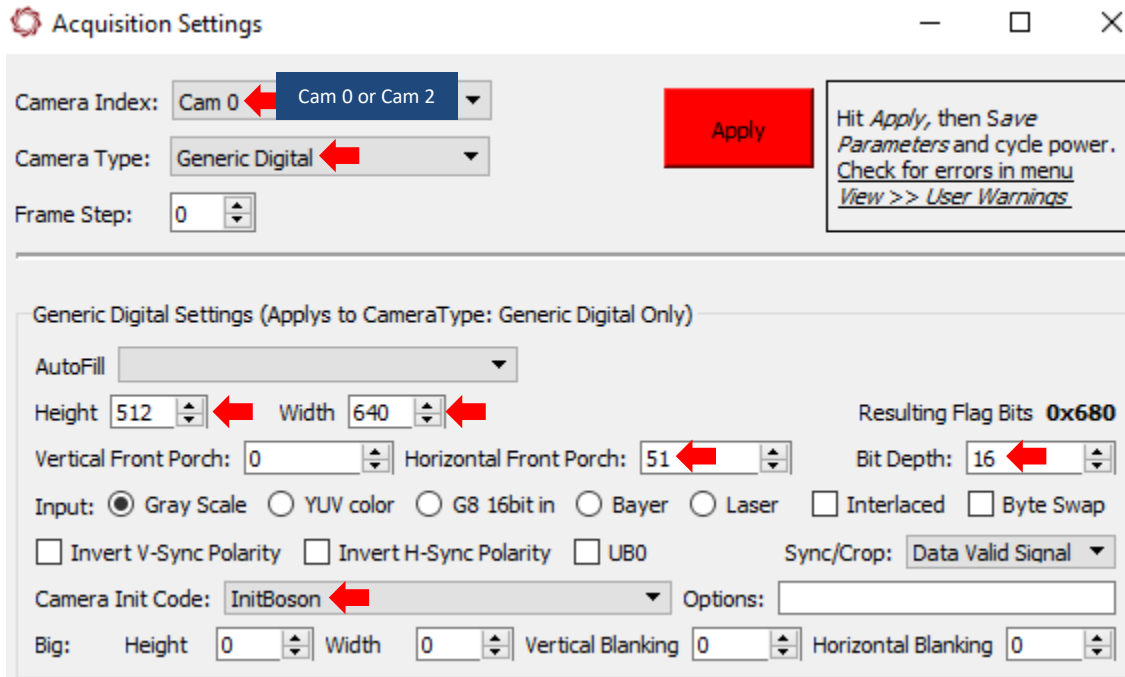 Acquisition Settings
Camera Index: Cam 0 Cam 0 or Cam 2
Camera Type: Generic Digital
Frame Step: 0
Apply
Hit Apply, then Save
Parameters and cycle power.
Check for errors in menu
View >> User Warnings
Generic Digital Settings (Applys to CameraType: Generic Digital Only)
AutoFill
Height 512 Width 640 Resulting Flag Bits 0x680
Vertical Front Porch: 0 Horizontal Front Porch: 51 Bit Depth: 16
Input: Gray Scale YUV color G8 16bit in Bayer Laser Interlaced Byte Swap
Invert V-Sync Polarity Invert H-Sync Polarity UB0 Sync/Crop: Data Valid Signal
Camera Init Code: InitBoson Options:
Big: Height 0 Width 0 Vertical Blanking 0 Horizontal Blanking 0